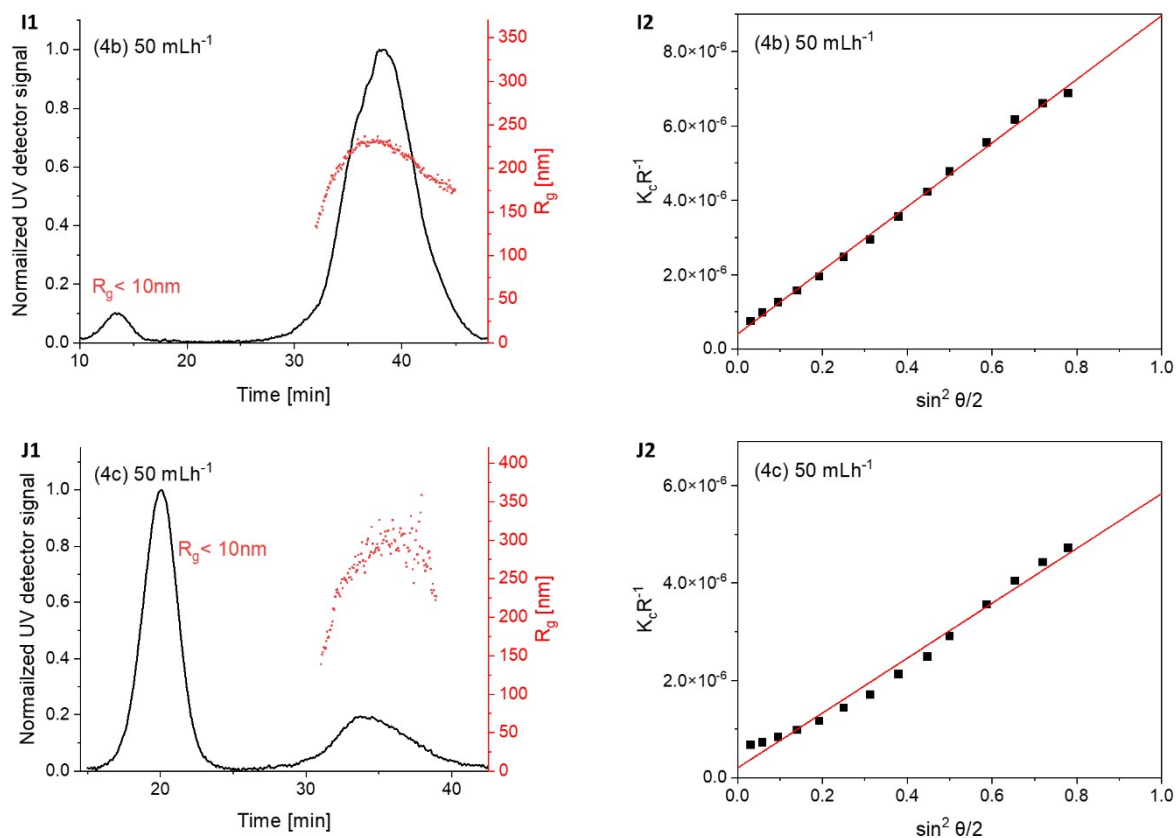 I1
(4b) 50 mLh⁻¹
Normailzed UV detector signal
1.0
0.8
0.6
0.4
0.2
0.0
10
20
30
40
Time [min]
350
300
250
200
150
100
50
0
R_g [nm]
R_g < 10nm
I2
(4b) 50 mLh⁻¹
K_cR⁻¹
8.0×10⁻⁶
6.0×10⁻⁶
4.0×10⁻⁶
2.0×10⁻⁶
0.0
0.0
0.2
0.4
0.6
0.8
1.0
sin² θ/2
J1
(4c) 50 mLh⁻¹
Normailzed UV detector signal
1.0
0.8
0.6
0.4
0.2
0.0
20
30
40
Time [min]
400
350
300
250
200
150
100
50
0
R_g [nm]
R_g < 10nm
J2
(4c) 50 mLh⁻¹
K_cR⁻¹
6.0×10⁻⁶
4.0×10⁻⁶
2.0×10⁻⁶
0.0
0.0
0.2
0.4
0.6
0.8
1.0
sin² θ/2